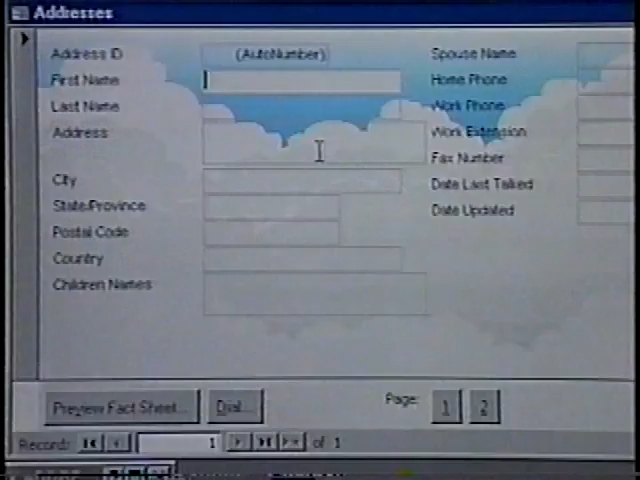 Addresses
Address ID (AutoNumber) Spouse Name
First Name Home Phone
Last Name Work Phone
Address Work Extension
Fax Number
City Date Last Talked
State/Province Date Updated
Postal Code
Country
Children Names
Preview Fact Sheet... Dial... Page: 1 2
Record: 1 of 1